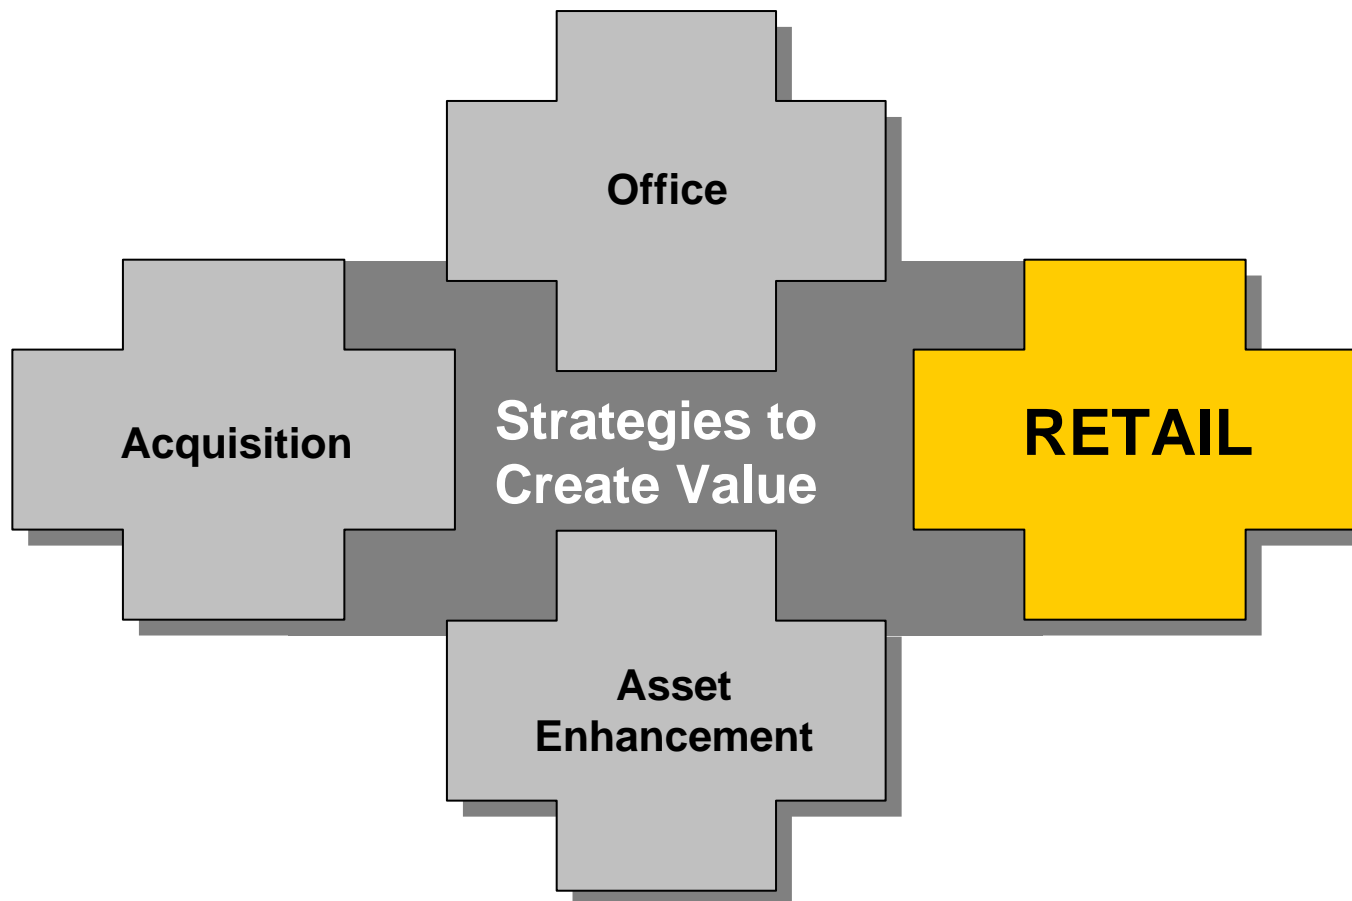 Office
Acquisition
Strategies to
Create Value
RETAIL
Asset
Enhancement